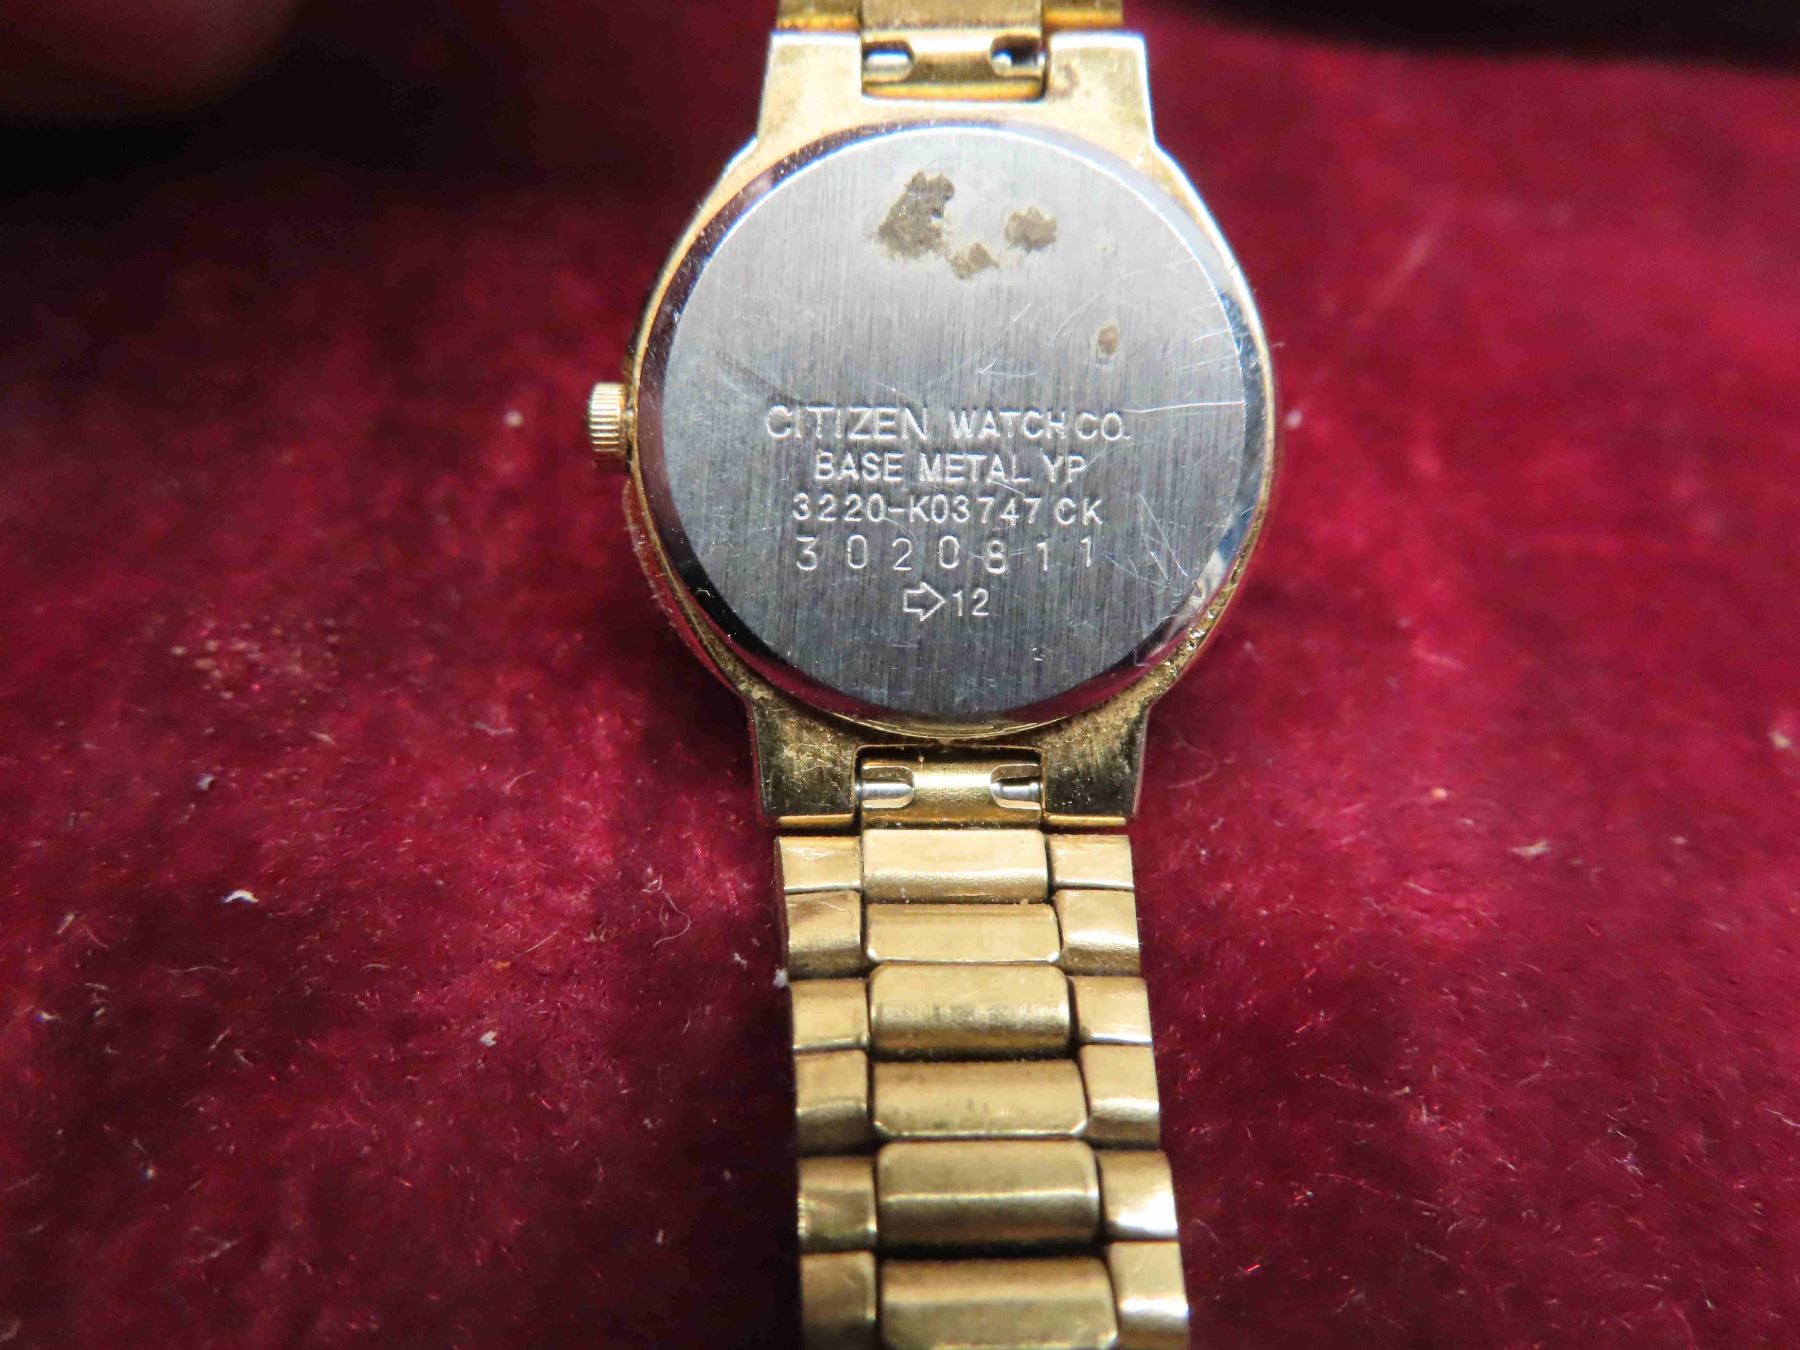 CITIZEN WATCH CO.
BASE METAL YP
3220-K03747 CK
3020811
⇨12